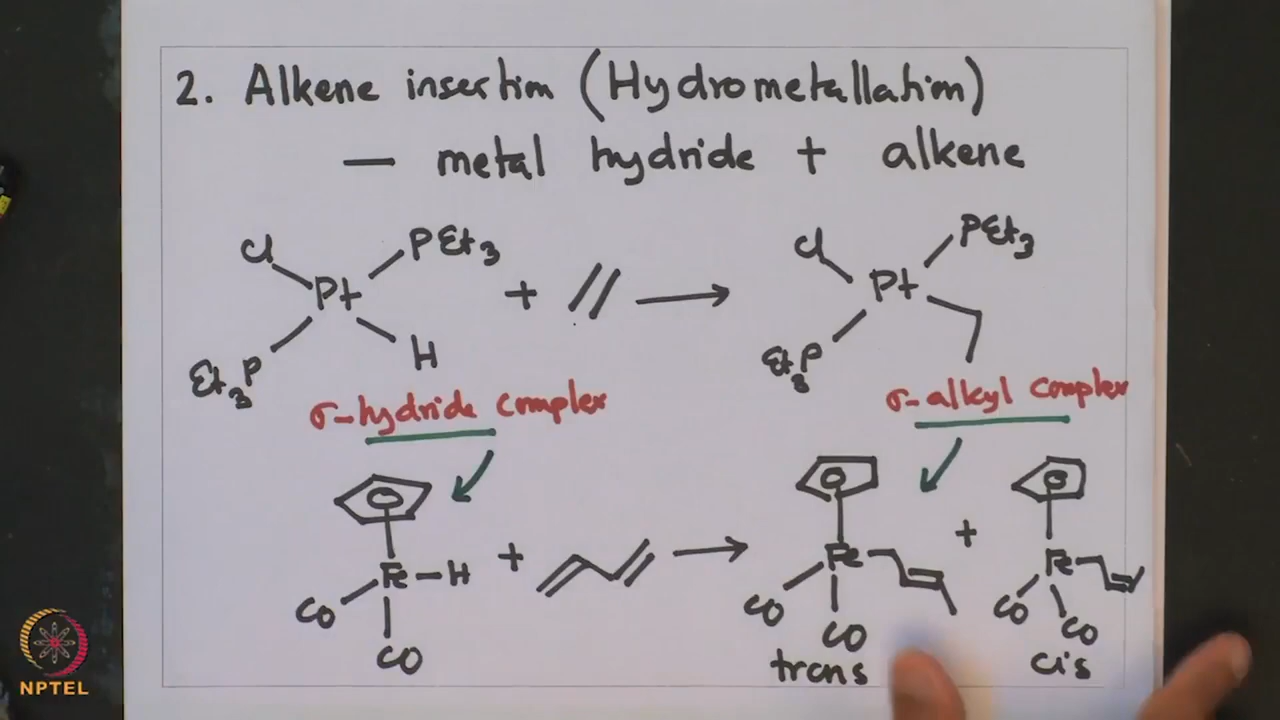 2. Alkene insertion (Hydrometallation)
— metal hydride + alkene
Cl PEt3 Pt Et3P H + → Cl PEt3 Pt Et3P
σ-hydride complex σ-alkyl complex
Fe-H CO CO + → Fe CO CO + Fe CO CO
trans cis
NPTEL